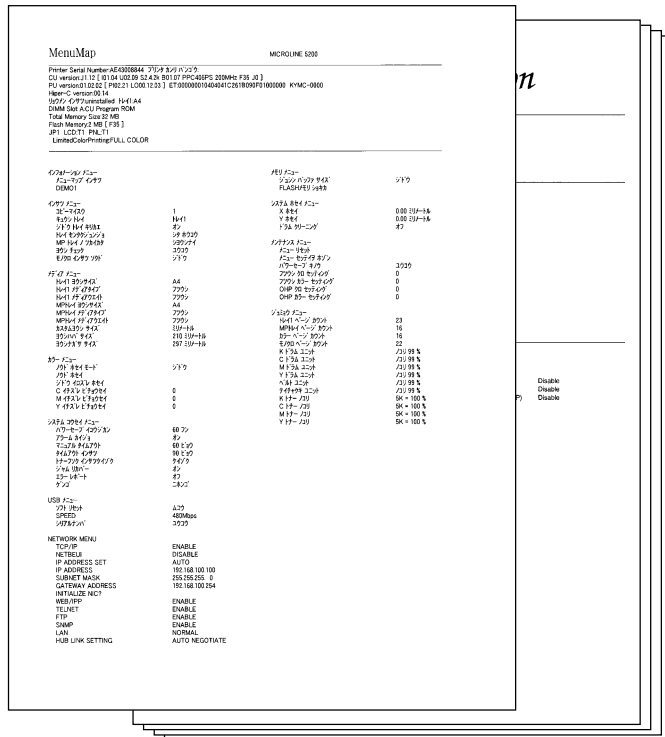 MenuMap
MICROLINE 5200
Printer Serial Number:AE43008844 プリンタ カンリ バンゴウ:
CU version:J1.12 [ I01.04 U02.09 S2.4.2k B01.07 PPC405PS 200MHz F35 J0 ]
PU version:01.02.02 [ PI02.21 LO00.12.03 ] ET:000000010404041C261B090F01000000 KYMC-0000
Hiper-C version:00.14
リョウメン インサツ:uninstalled トレイ1:A4
DIMM Slot A:CU Program ROM
Total Memory Size:32 MB
Flash Memory:2 MB [ F35 ]
JP1 LCD:T1 PNL:T1
LimitedColorPrinting:FULL COLOR
インフォメーション メニュー
メニューマップ インサツ
DEMO1
インサツ メニュー
コピーマイスウ 1
キュウシ トレイ トレイ1
ジドウ トレイ キリカエ オン
トレイ センタクジュンジョ シタ ホウコウ
MP トレイ ノ ツカイカタ シヨウシナイ
ヨウシ チェック ユウコウ
モノクロ インサツ ソクド ジドウ
メディア メニュー
トレイ1 ヨウシサイズ A4
トレイ1 メディアタイプ フツウシ
トレイ1 メディアウエイト フツウシ
MPトレイ ヨウシサイズ A4
MPトレイ メディアタイプ フツウシ
MPトレイ メディアウエイト フツウシ
カスタムヨウシ サイズ ミリメートル
ヨウシハバ サイズ 210 ミリメートル
ヨウシナガサ サイズ 297 ミリメートル
カラー メニュー
ノウド ホセイ モード ジドウ
ノウド ホセイ
ジドウ イロズレ ホセイ
C イチズレ ビチョウセイ 0
M イチズレ ビチョウセイ 0
Y イチズレ ビチョウセイ 0
システム コウセイ メニュー
パワーセーブ イコウジカン 60 フン
アラーム カイジョ オン
マニュアル タイムアウト 60 ビョウ
タイムアウト インサツ 90 ビョウ
トナーフソク インサツケイゾク ケイゾク
ジャム リカバー オン
エラー レポート オフ
ゲンゴ ニホンゴ
USB メニュー
ソフト リセット ムコウ
SPEED 480Mbps
シリアルナンバ ユウコウ
NETWORK MENU
TCP/IP ENABLE
NETBEUI DISABLE
IP ADDRESS SET AUTO
IP ADDRESS 192.168.100.100
SUBNET MASK 255.255.255. 0
GATEWAY ADDRESS 192.168.100.254
INITIALIZE NIC?
WEB/IPP ENABLE
TELNET ENABLE
FTP ENABLE
SNMP ENABLE
LAN NORMAL
HUB LINK SETTING AUTO NEGOTIATE
メモリ メニュー
ジュシン バッファ サイズ ジドウ
FLASHメモリ ショキカ
システム ホセイ メニュー
X ホセイ 0.00 ミリメートル
Y ホセイ 0.00 ミリメートル
ドラム クリーニング オフ
メンテナンス メニュー
メニュー リセット
メニュー セッテイヲ ホゾン
パワーセーブ キノウ ユウコウ
フツウシ クロ セッティング 0
フツウシ カラー セッティング 0
OHP クロ セッティング 0
OHP カラー セッティング 0
ジュミョウ メニュー
トレイ1 ページ カウント 23
MPトレイ ページ カウント 16
カラー ページ カウント 16
モノクロ ページ カウント 22
K ドラム ユニット ノコリ 99 %
C ドラム ユニット ノコリ 99 %
M ドラム ユニット ノコリ 99 %
Y ドラム ユニット ノコリ 99 %
ベルト ユニット ノコリ 99 %
テイチャクキ ユニット ノコリ 99 %
K トナー ノコリ 5K = 100 %
C トナー ノコリ 5K = 100 %
M トナー ノコリ 5K = 100 %
Y トナー ノコリ 5K = 100 %
on
Disable
Disable
P) Disable